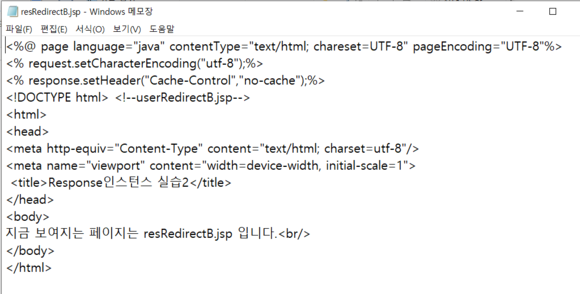 resRedirectB.jsp - Windows 메모장
파일(F) 편집(E) 서식(O) 보기(V) 도움말
<%@ page language="java" contentType="text/html; chareset=UTF-8" pageEncoding="UTF-8"%>
<% request.setCharacterEncoding("utf-8");%>
<% response.setHeader("Cache-Control","no-cache");%>
<!DOCTYPE html> <!--userRedirectB.jsp-->
<html>
<head>
<meta http-equiv="Content-Type" content="text/html; charset=utf-8"/>
<meta name="viewport" content="width=device-width, initial-scale=1">
<title>Response인스턴스 실습2</title>
</head>
<body>
지금 보여지는 페이지는 resRedirectB.jsp 입니다.<br/>
</body>
</html>